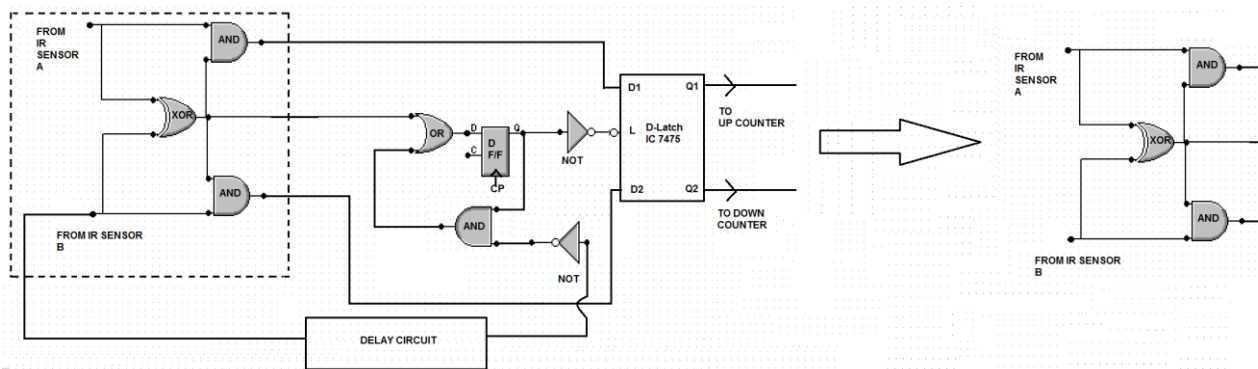 FROM
IR
SENSOR
A
AND
XOR
AND
FROM IR SENSOR
B
OR
D
Q
D
F/F
C
CP
NOT
AND
NOT
DELAY CIRCUIT
D1
Q1
D-Latch
IC 7475
L
D2
Q2
TO
UP COUNTER
TO DOWN
COUNTER
FROM
IR
SENSOR
A
AND
XOR
AND
FROM IR SENSOR
B